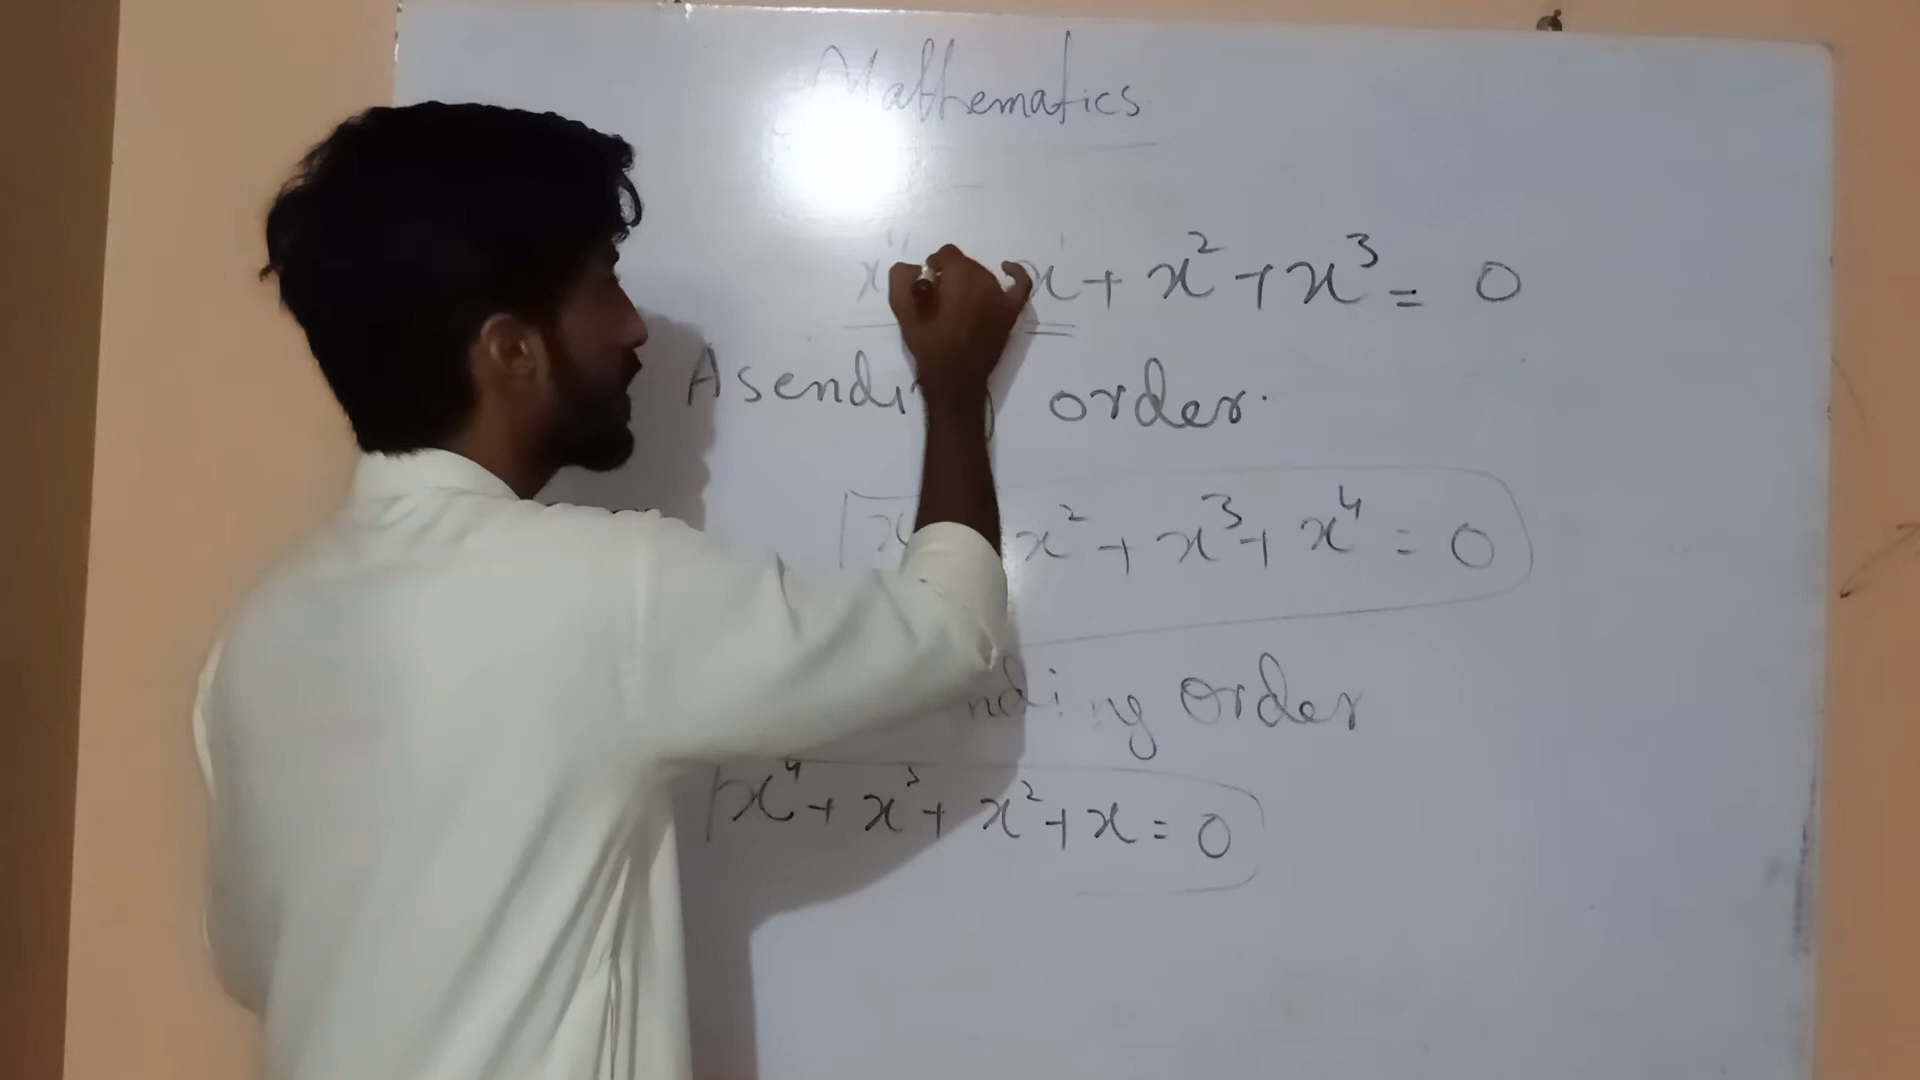 Mathematics
x⁴ x + x² + x³ = 0
Asending order.
x x² + x³ + x⁴ = 0
nding order
x⁴ + x³ + x² + x = 0